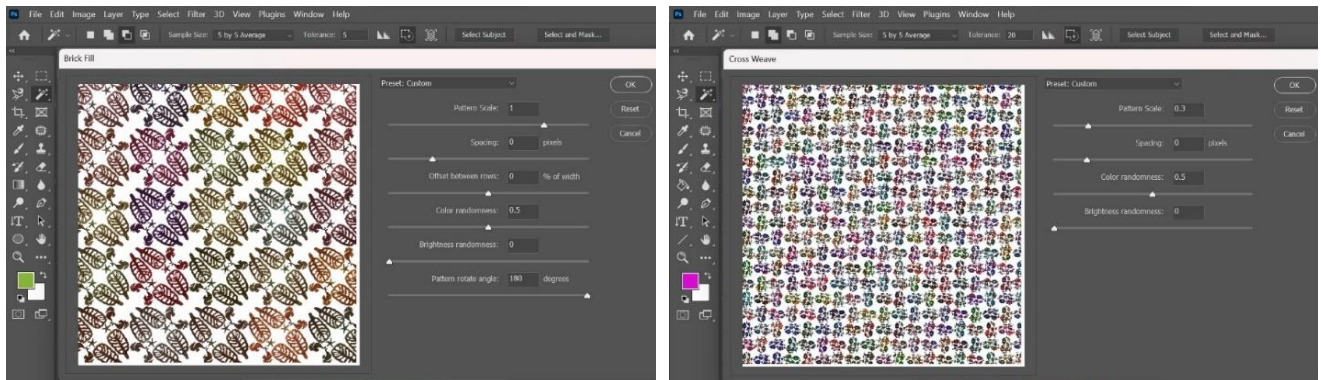 Ps File Edit Image Layer Type Select Filter 3D View Plugins Window Help
Sample Size: 5 by 5 Average Tolerance: 5 Select Subject Select and Mask...
Brick Fill
Preset: Custom
OK
Pattern Scale: 1
Reset
Spacing: 0 pixels
Cancel
Offset between rows: 0 % of width
Color randomness: 0.5
Brightness randomness: 0
Pattern rotate angle: 180 degrees
Ps File Edit Image Layer Type Select Filter 3D View Plugins Window Help
Sample Size: 5 by 5 Average Tolerance: 20 Select Subject Select and Mask...
Cross Weave
Preset: Custom
OK
Pattern Scale: 0.3
Reset
Spacing: 0 pixels
Cancel
Color randomness: 0.5
Brightness randomness: 0